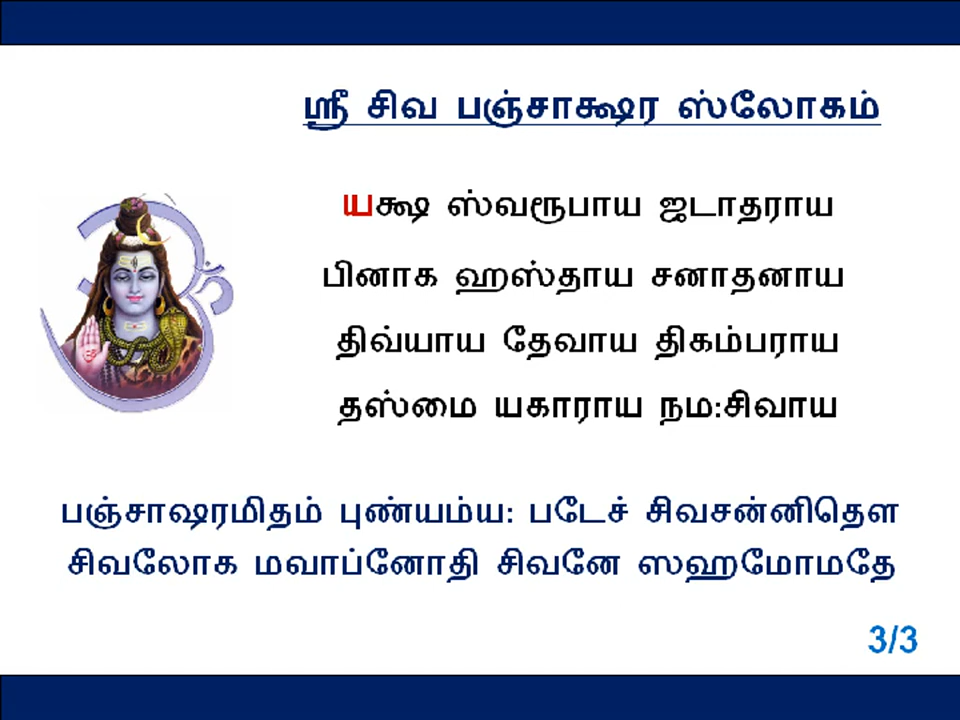 ஸ்ரீ சிவ பஞ்சாக்ஷர ஸ்லோகம்
யக்ஷ ஸ்வரூபாய ஜடாதராய
பினாக ஹஸ்தாய சனாதனாய
திவ்யாய தேவாய திகம்பராய
தஸ்மை யகாராய நம:சிவாய
பஞ்சாஷரமிதம் புண்யம்ய: படேச் சிவசன்னிதௌ
சிவலோக மவாப்னோதி சிவனே ஸஹமோமதே
3/3